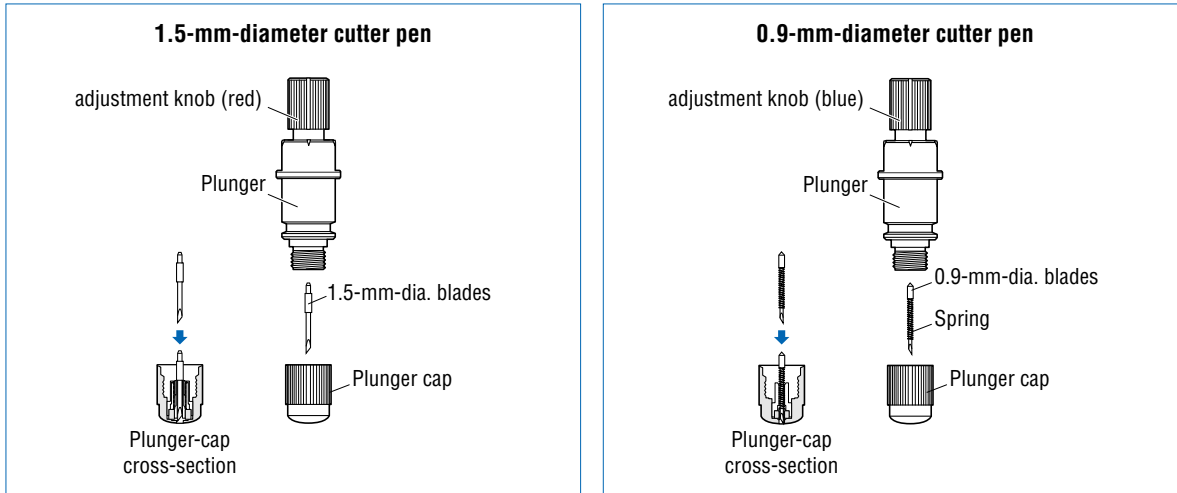 1.5-mm-diameter cutter pen
adjustment knob (red)
Plunger
1.5-mm-dia. blades
Plunger cap
Plunger-cap
cross-section
0.9-mm-diameter cutter pen
adjustment knob (blue)
Plunger
0.9-mm-dia. blades
Spring
Plunger cap
Plunger-cap
cross-section